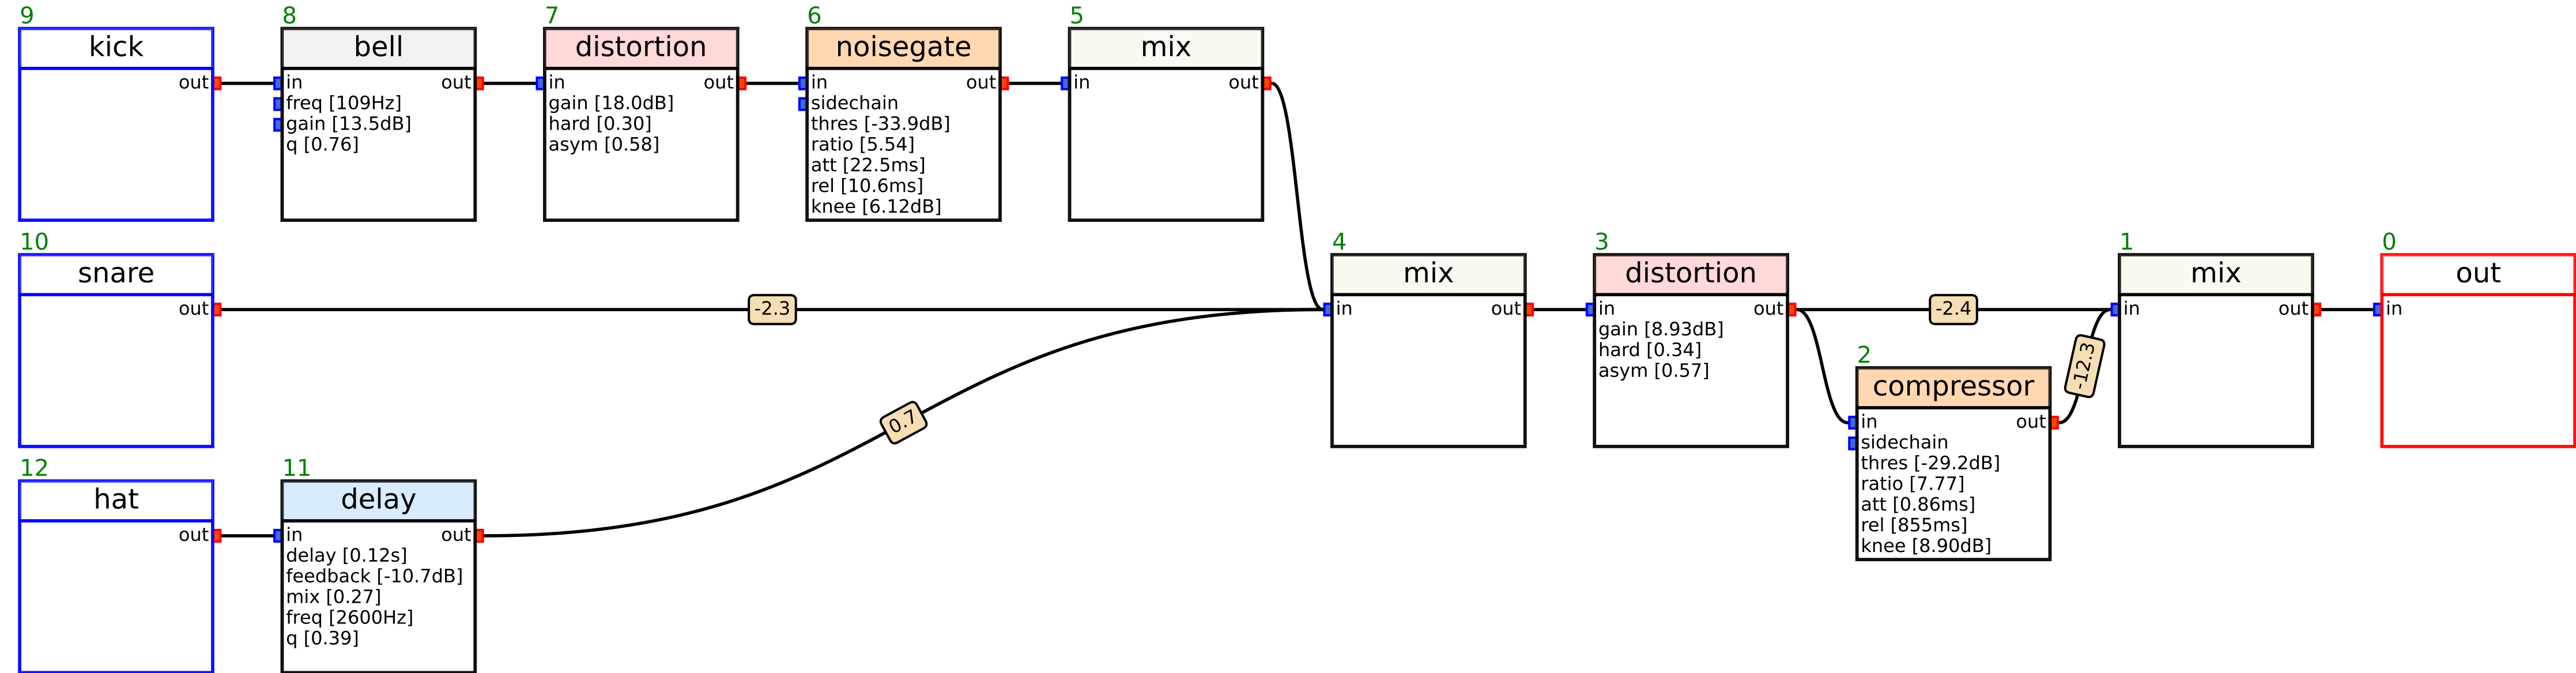 9
kick
out
8
bell
in out
freq [109Hz]
gain [13.5dB]
q [0.76]
7
distortion
in out
gain [18.0dB]
hard [0.30]
asym [0.58]
6
noisegate
in out
sidechain
thres [-33.9dB]
ratio [5.54]
att [22.5ms]
rel [10.6ms]
knee [6.12dB]
5
mix
in out
10
snare
out
-2.3
4
mix
in out
3
distortion
in out
gain [8.93dB]
hard [0.34]
asym [0.57]
-2.4
2
compressor
in out
sidechain
thres [-29.2dB]
ratio [7.77]
att [0.86ms]
rel [855ms]
knee [8.90dB]
-12.3
1
mix
in out
0
out
in
12
hat
out
11
delay
in out
delay [0.12s]
feedback [-10.7dB]
mix [0.27]
freq [2600Hz]
q [0.39]
0.7